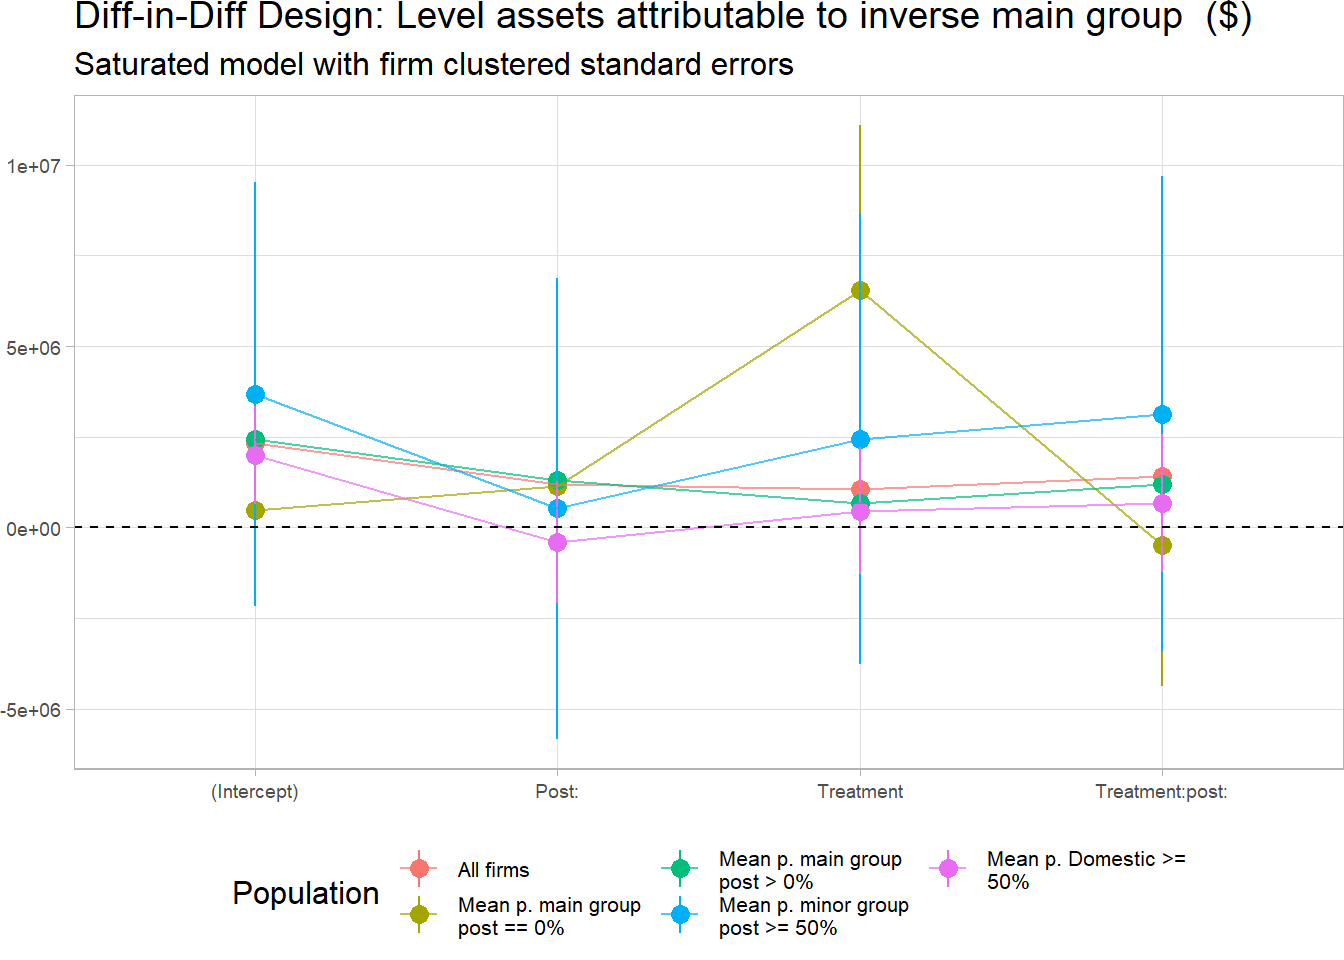 Diff-in-Diff Design: Level assets attributable to inverse main group  ($)
Saturated model with firm clustered standard errors
1e+07
5e+06
0e+00
-5e+06
(Intercept)
Post:
Treatment
Treatment:post:
Population
All firms
Mean p. main group
post == 0%
Mean p. main group
post > 0%
Mean p. minor group
post >= 50%
Mean p. Domestic >=
50%